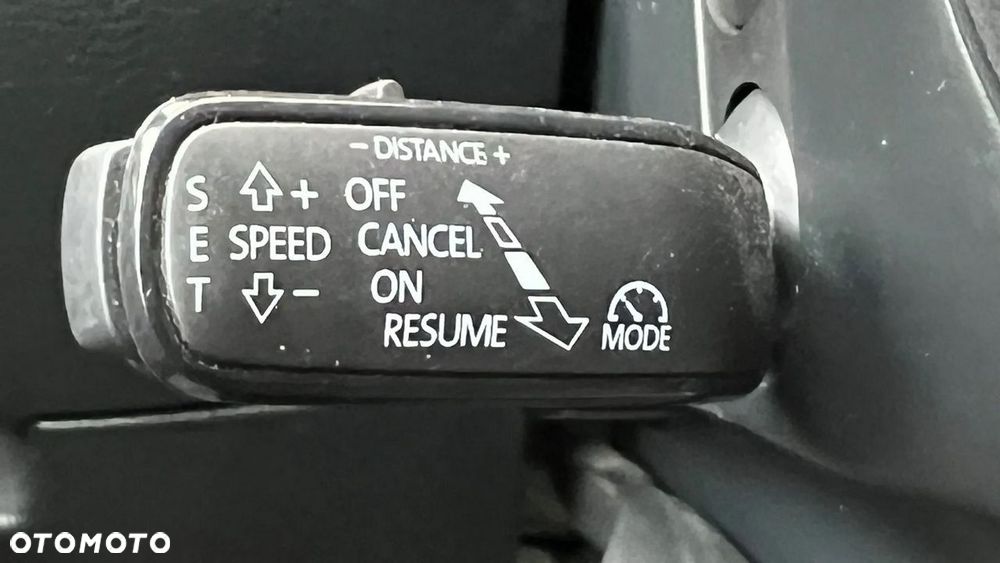 - DISTANCE +
S + OFF
E SPEED CANCEL
T - ON
RESUME
MODE
OTOMOTO